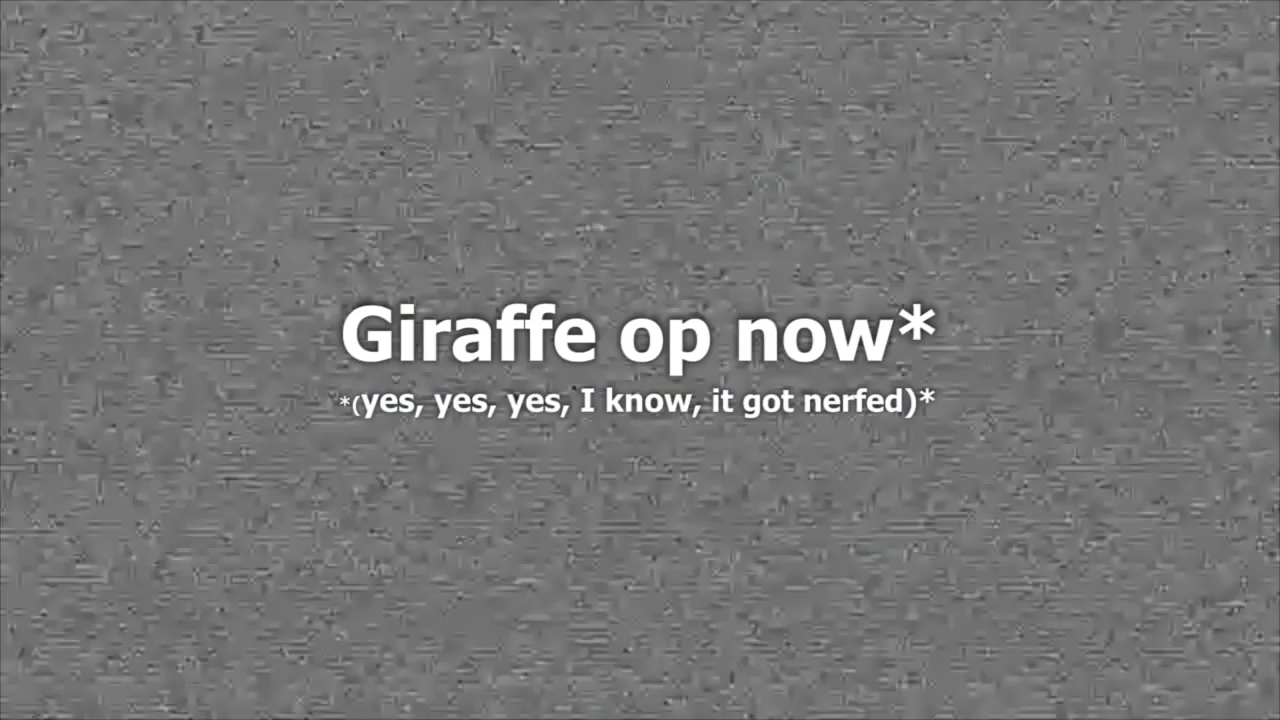 Giraffe op now*
*(yes, yes, yes, I know, it got nerfed)*